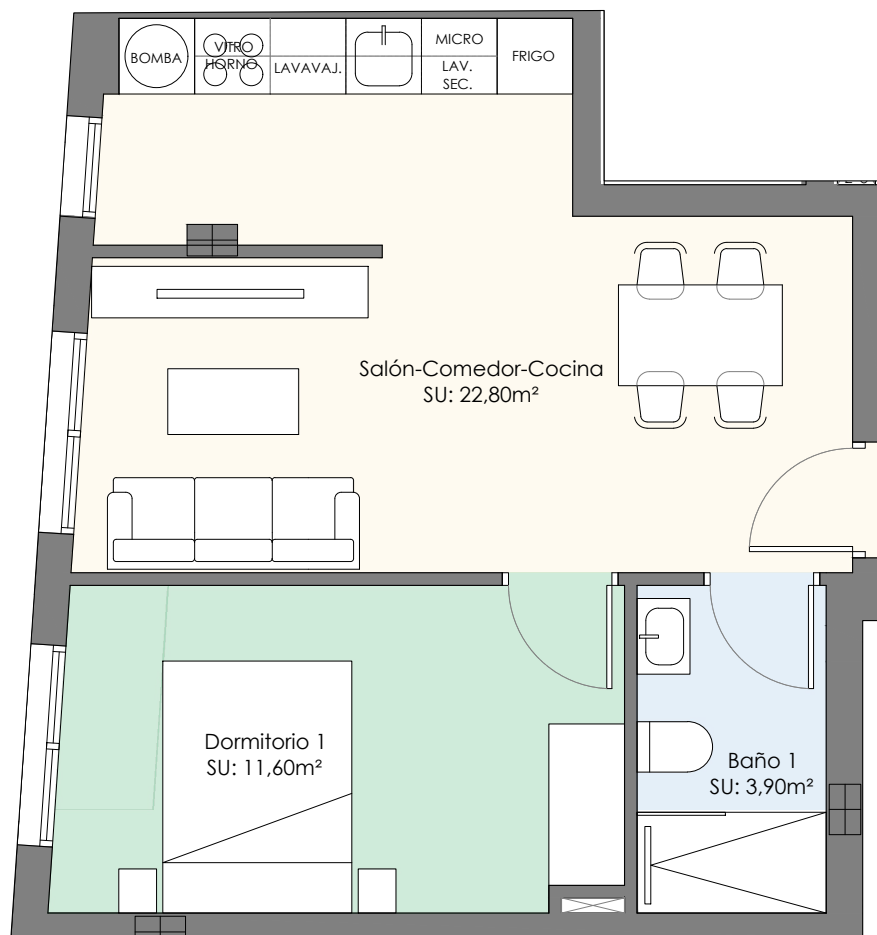 BOMBA
VITRO
HORNO
LAVAVAJ.
MICRO
LAV.
SEC.
FRIGO
Salón-Comedor-Cocina
SU: 22,80m²
Dormitorio 1
SU: 11,60m²
Baño 1
SU: 3,90m²